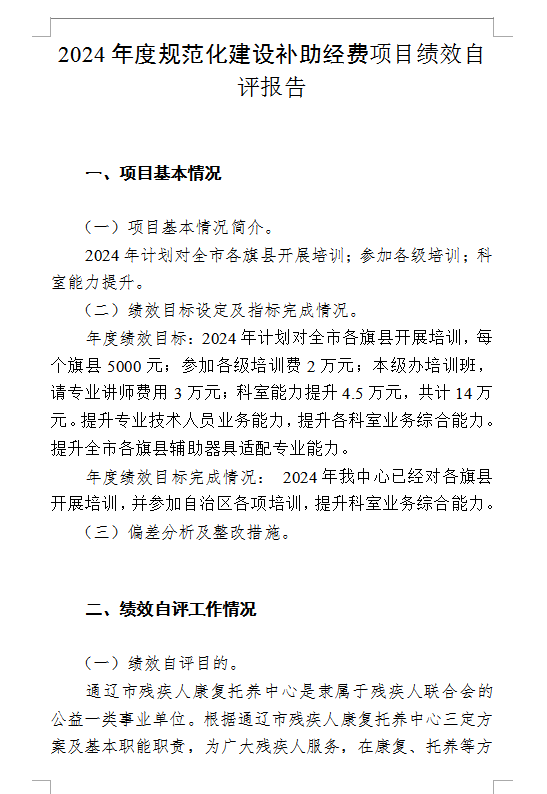 2024 年度规范化建设补助经费项目绩效自
评报告
一、项目基本情况
（一）项目基本情况简介。
2024 年计划对全市各旗县开展培训；参加各级培训；科
室能力提升。
（二）绩效目标设定及指标完成情况。
年度绩效目标：2024 年计划对全市各旗县开展培训，每
个旗县 5000 元；参加各级培训费 2 万元；本级办培训班，
请专业讲师费用 3 万元；科室能力提升 4.5 万元，共计 14 万
元。提升专业技术人员业务能力，提升各科室业务综合能力。
提升全市各旗县辅助器具适配专业能力。
年度绩效目标完成情况： 2024 年我中心已经对各旗县
开展培训，并参加自治区各项培训，提升科室业务综合能力。
（三）偏差分析及整改措施。
二、绩效自评工作情况
（一）绩效自评目的。
通辽市残疾人康复托养中心是隶属于残疾人联合会的
公益一类事业单位。根据通辽市残疾人康复托养中心三定方
案及基本职能职责，为广大残疾人服务，在康复、托养等方